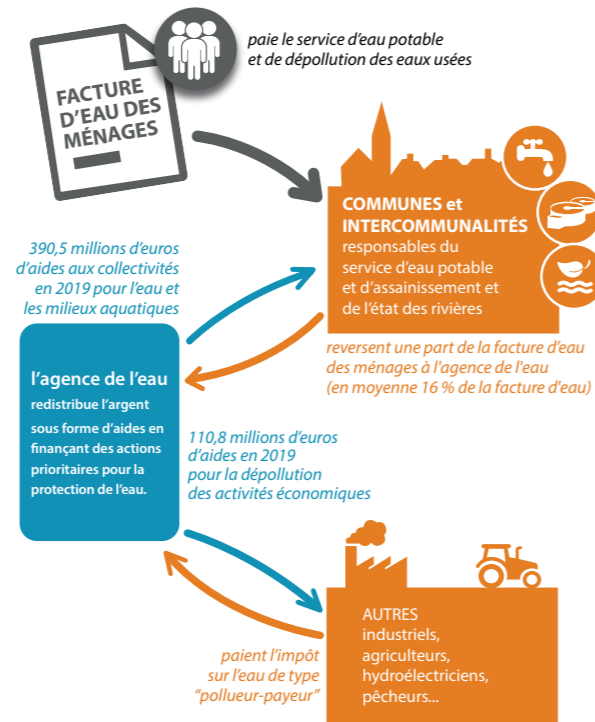 paie le service d'eau potable
et de dépollution des eaux usées
FACTURE
D'EAU DES
MÉNAGES
COMMUNES et
INTERCOMMUNALITÉS
responsables du
service d'eau potable
et d'assainissement et
de l'état des rivières
390,5 millions d'euros
d'aides aux collectivités
en 2019 pour l'eau et
les milieux aquatiques
reversent une part de la facture d'eau
des ménages à l'agence de l'eau
(en moyenne 16 % de la facture d'eau)
l'agence de l'eau
redistribue l'argent
sous forme d'aides en
finançant des actions
prioritaires pour la
protection de l'eau.
110,8 millions d'euros
d'aides en 2019
pour la dépollution
des activités économiques
AUTRES
industriels,
agriculteurs,
hydroélectriciens,
pêcheurs...
paient l'impôt
sur l'eau de type
"pollueur-payeur"